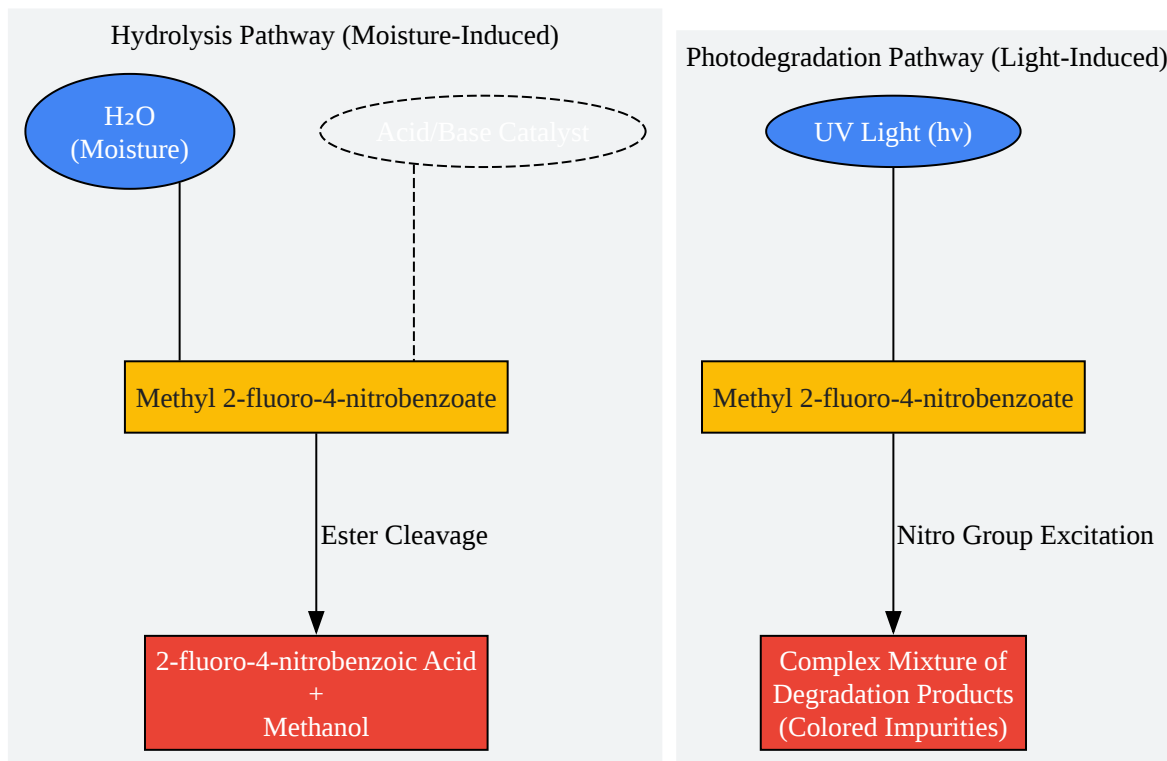 Hydrolysis Pathway (Moisture-Induced)
H₂O
(Moisture)
Acid/Base Catalyst
Methyl 2-fluoro-4-nitrobenzoate
Ester Cleavage
2-fluoro-4-nitrobenzoic Acid
+
Methanol
Photodegradation Pathway (Light-Induced)
UV Light (hν)
Methyl 2-fluoro-4-nitrobenzoate
Nitro Group Excitation
Complex Mixture of
Degradation Products
(Colored Impurities)